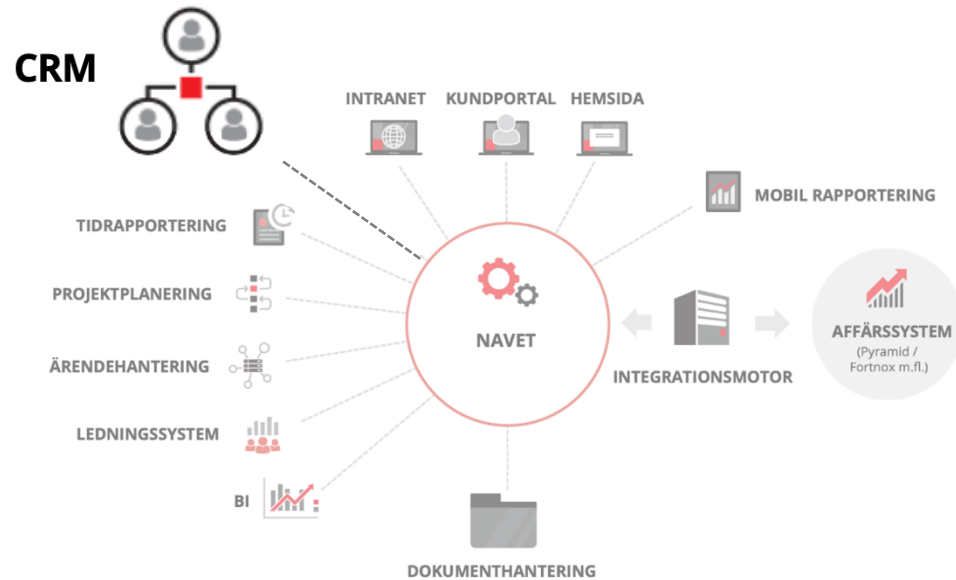 CRM
INTRANET
KUNDPORTAL
HEMSIDA
MOBIL RAPPORTERING
TIDRAPPORTERING
PROJEKTPLANERING
ÄRENDEHANTERING
LEDNINGSSYSTEM
BI
NAVET
INTEGRATIONSMOTOR
AFFÄRSSYSTEM
(Pyramid /
Fortnox m.fl.)
DOKUMENTHANTERING